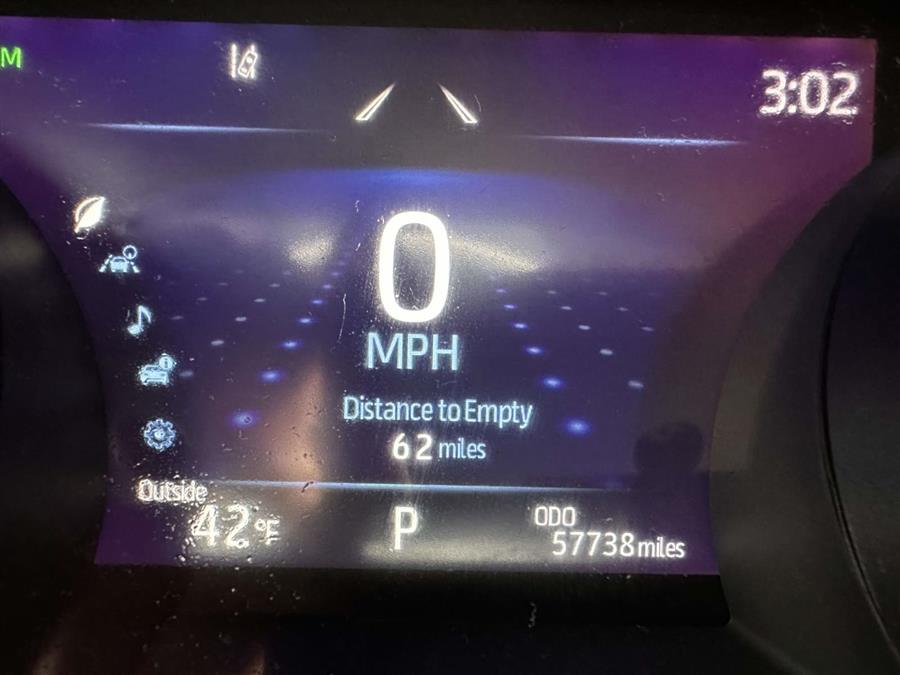 M
3:02
0
MPH
Distance to Empty
62 miles
Outside
42°F
P
ODO
57738 miles